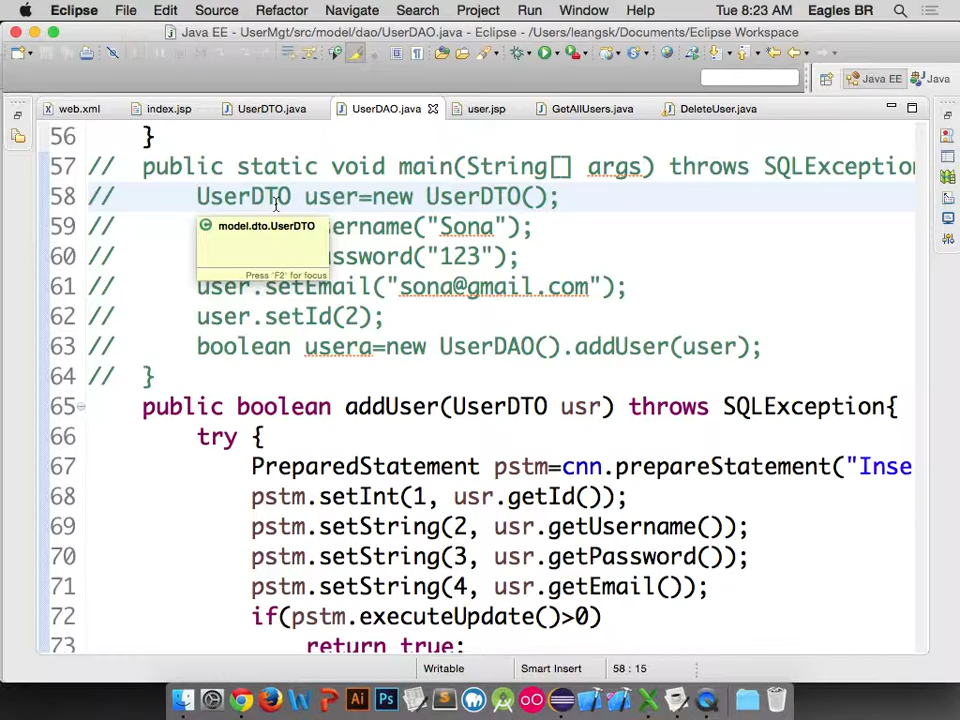 Eclipse File Edit Source Refactor Navigate Search Project Run Window Help Tue 8:23 AM Eagles BR
Java EE - UserMgt/src/model/dao/UserDAO.java - Eclipse - /Users/leangsk/Documents/Eclipse Workspace
Java EE Java
web.xml index.jsp UserDTO.java UserDAO.java user.jsp GetAllUsers.java DeleteUser.java
56 }
57 // public static void main(String[] args) throws SQLException
58 // UserDTO user=new UserDTO();
59 // ername("Sona");
60 // ssword("123");
61 // user.setEmail("sona@gmail.com");
62 // user.setId(2);
63 // boolean usera=new UserDAO().addUser(user);
64 // }
65 public boolean addUser(UserDTO usr) throws SQLException{
66 try {
67 PreparedStatement pstm=cnn.prepareStatement("Inse
68 pstm.setInt(1, usr.getId());
69 pstm.setString(2, usr.getUsername());
70 pstm.setString(3, usr.getPassword());
71 pstm.setString(4, usr.getEmail());
72 if(pstm.executeUpdate()>0)
73 return true;
model.dto.UserDTO
Press 'F2' for focus
Writable Smart Insert 58 : 15